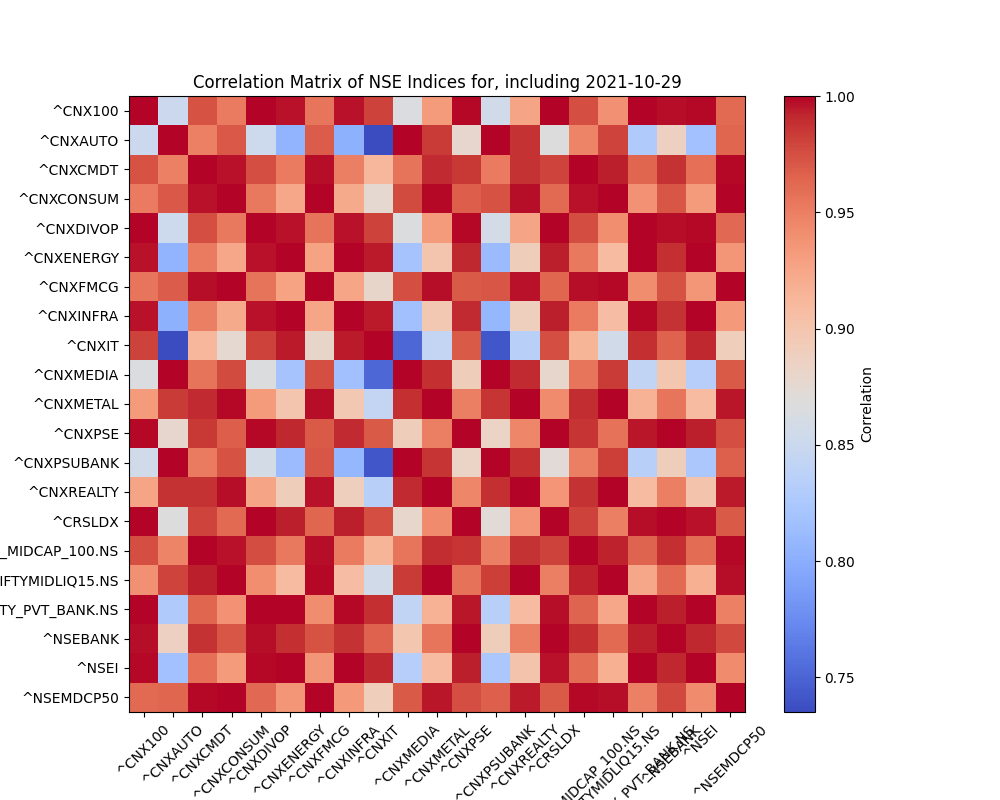 Correlation Matrix of NSE Indices for, including 2021-10-29
^CNX100
^CNXAUTO
^CNXCMDT
^CNXCONSUM
^CNXDIVOP
^CNXENERGY
^CNXFMCG
^CNXINFRA
^CNXIT
^CNXMEDIA
^CNXMETAL
^CNXPSE
^CNXPSUBANK
^CNXREALTY
^CRSLDX
_MIDCAP_100.NS
IFTYMIDLIQ15.NS
TY_PVT_BANK.NS
^NSEBANK
^NSEI
^NSEMDCP50
^CNX100
^CNXAUTO
^CNXCMDT
^CNXCONSUM
^CNXDIVOP
^CNXENERGY
^CNXFMCG
^CNXINFRA
^CNXIT
^CNXMEDIA
^CNXMETAL
^CNXPSE
^CNXPSUBANK
^CNXREALTY
^CRSLDX
MIDCAP_100.NS
TYMIDLIQ15.NS
_PVT_BANK.NS
^NSEBANK
^NSEI
^NSEMDCP50
1.00
0.95
0.90
0.85
0.80
0.75
Correlation